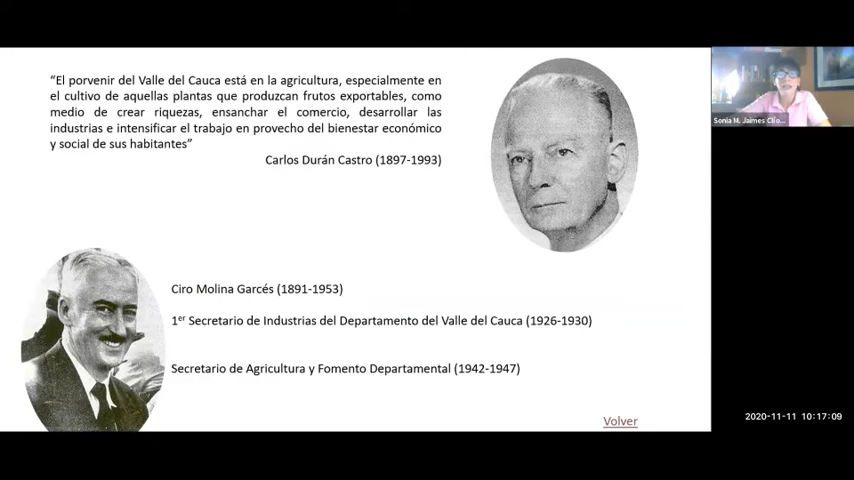 “El porvenir del Valle del Cauca está en la agricultura, especialmente en
el cultivo de aquellas plantas que produzcan frutos exportables, como
medio de crear riquezas, ensanchar el comercio, desarrollar las
industrias e intensificar el trabajo en provecho del bienestar económico
y social de sus habitantes”
Carlos Durán Castro (1897-1993)
Sonia M. Jaimes Clío...
Ciro Molina Garcés (1891-1953)
1er Secretario de Industrias del Departamento del Valle del Cauca (1926-1930)
Secretario de Agricultura y Fomento Departamental (1942-1947)
Volver
2020-11-11 10:17:09